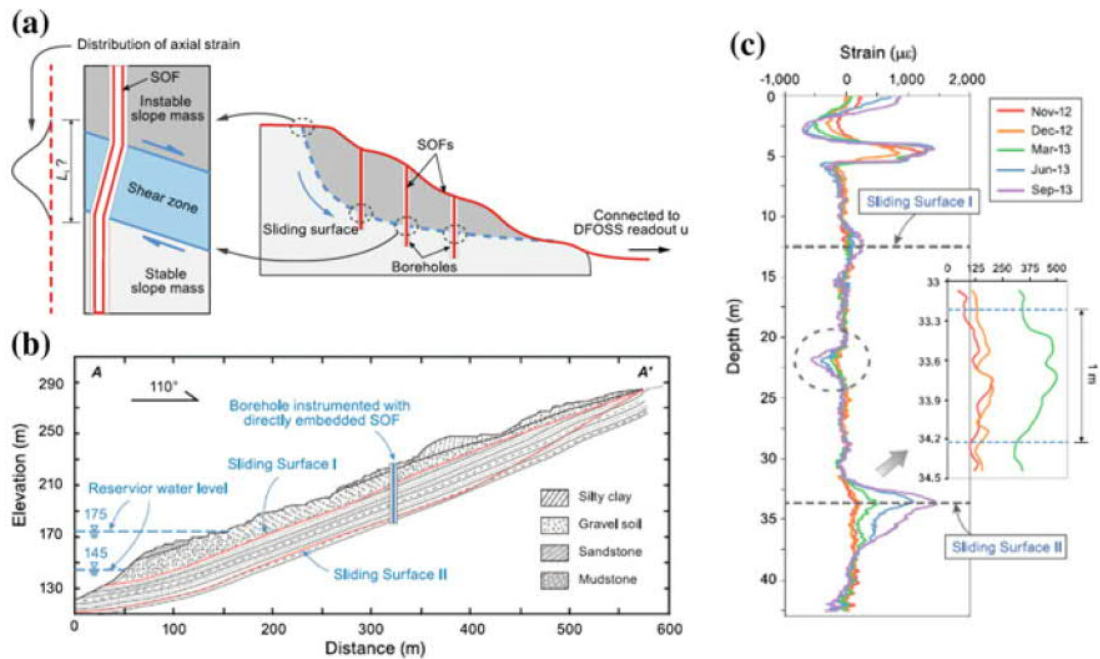 (a)
Distribution of axial strain
SOF
Instable
slope mass
L ?
Shear zone
Stable
slope mass
SOFs
Sliding surface
Boreholes
Connected to
DFOSS readout u
(b)
A
A'
110°
290
250
210
170
130
Elevation (m)
Borehole instrumented with
directly embedded SOF
Sliding Surface I
Reservior water level
175
145
Sliding Surface II
Silty clay
Gravel soil
Sandstone
Mudstone
0 100 200 300 400 500 600
Distance (m)
(c)
Strain (με)
-1,000 0 1,000 2,000
0
5
10
15
20
25
30
35
40
Depth (m)
Nov-12
Dec-12
Mar-13
Jun-13
Sep-13
Sliding Surface I
0 125 250 375 500
33
33.3
33.6
33.9
34.2
34.5
1 m
Sliding Surface II